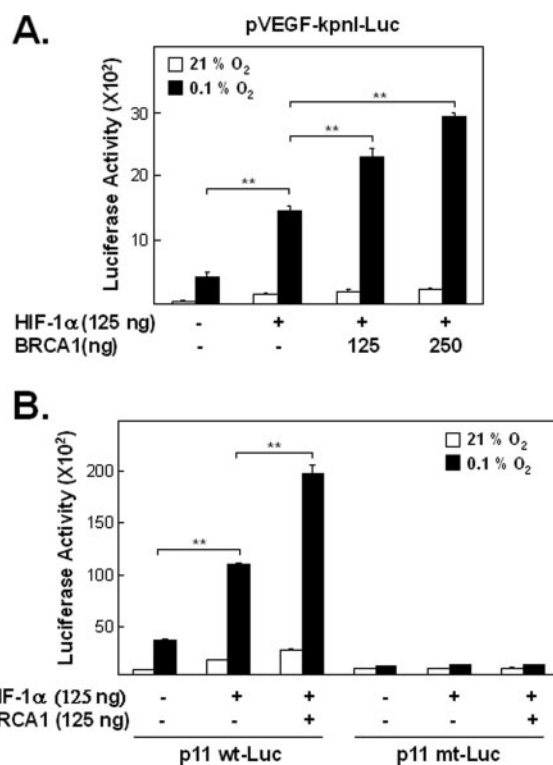 A.
pVEGF-kpnI-Luc
21 % O2
0.1 % O2
**
**
**
Luciferase Activity (X10²)
30
20
10
HIF-1α (125 ng) - + + +
BRCA1(ng) - - 125 250
B.
21 % O2
0.1 % O2
**
**
Luciferase Activity (X10²)
200
150
100
50
IF-1α (125 ng) - + + - + +
RCA1 (125 ng) - - + - - +
p11 wt-Luc p11 mt-Luc